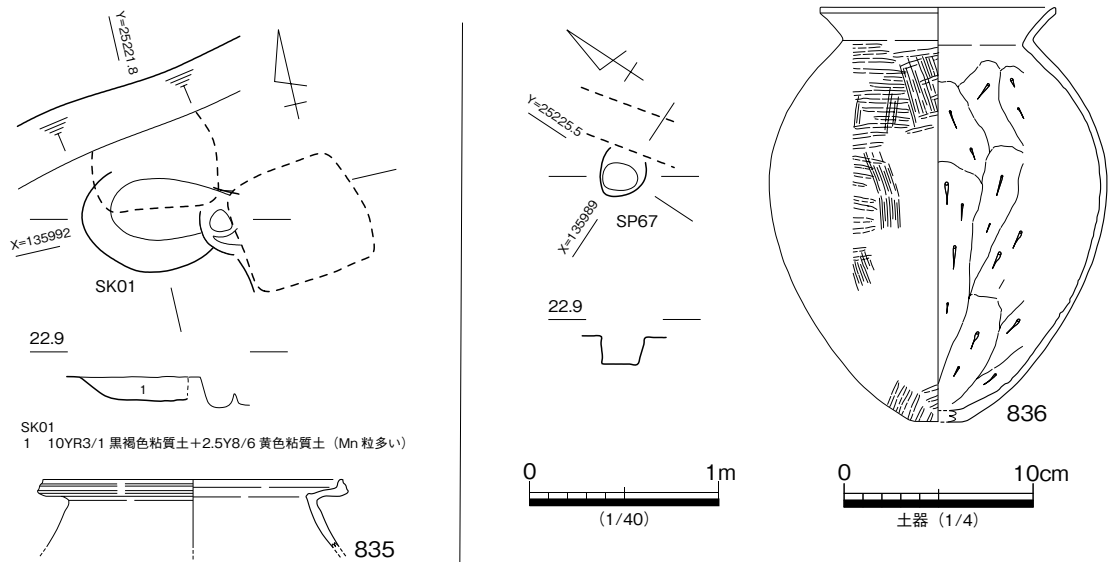 Y=25221.8
X=135992
SK01
22.9
1
SK01
1 10YR3/1 黒褐色粘質土+2.5Y8/6 黄色粘質土（Mn 粒多い）
835
Y=25225.5
X=135989
SP67
22.9
0 1m
（1/40）
836
0 10cm
土器（1/4）